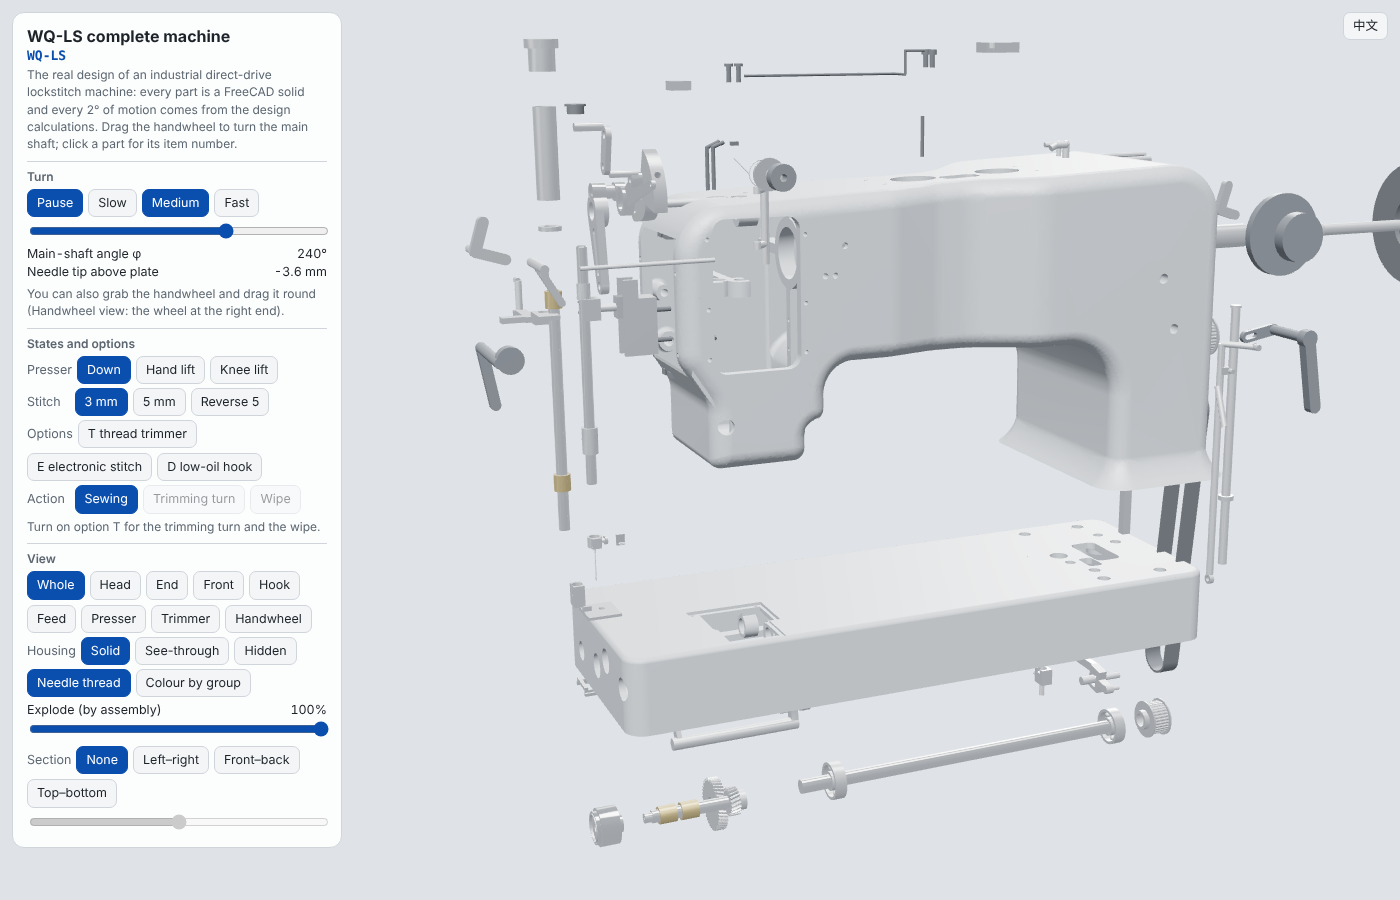 WQ-LS complete machine
WQ-LS
The real design of an industrial direct-drive
lockstitch machine: every part is a FreeCAD solid
and every 2° of motion comes from the design
calculations. Drag the handwheel to turn the main
shaft; click a part for its item number.
Turn
Pause Slow Medium Fast
Main-shaft angle φ 240°
Needle tip above plate -3.6 mm
You can also grab the handwheel and drag it round
(Handwheel view: the wheel at the right end).
States and options
Presser Down Hand lift Knee lift
Stitch 3 mm 5 mm Reverse 5
Options T thread trimmer
E electronic stitch D low-oil hook
Action Sewing Trimming turn Wipe
Turn on option T for the trimming turn and the wipe.
View
Whole Head End Front Hook
Feed Presser Trimmer Handwheel
Housing Solid See-through Hidden
Needle thread Colour by group
Explode (by assembly) 100%
Section None Left–right Front–back
Top–bottom
中文